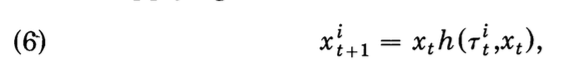 (6) x^i_{t+1} = x_t h(τ^i_t, x_t),